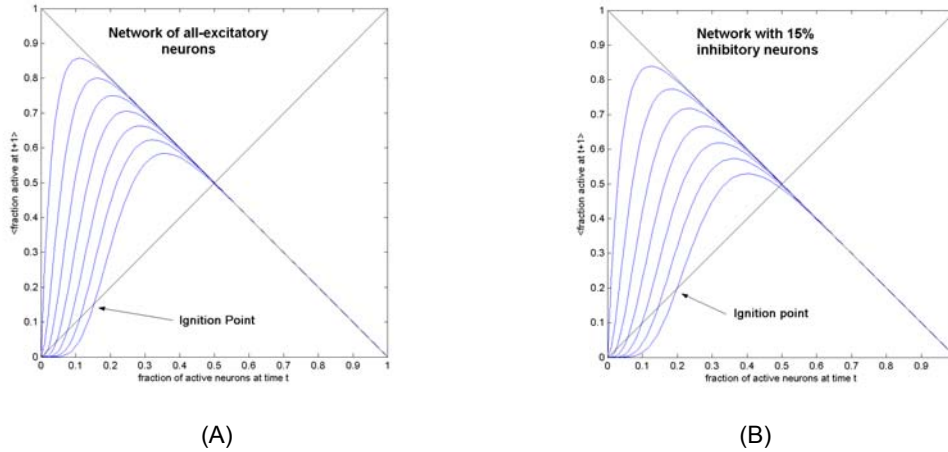 Network of all-excitatory
neurons
<fraction active at t+1>
1
0.9
0.8
0.7
0.6
0.5
0.4
0.3
0.2
0.1
0
Ignition Point
0 0.1 0.2 0.3 0.4 0.5 0.6 0.7 0.8 0.9 1
fraction of active neurons at time t
(A)
Network with 15%
inhibitory neurons
<fraction active at t+1>
1
0.9
0.8
0.7
0.6
0.5
0.4
0.3
0.2
0.1
0
Ignition point
0 0.1 0.2 0.3 0.4 0.5 0.6 0.7 0.8 0.9
fraction of active neurons at time t
(B)